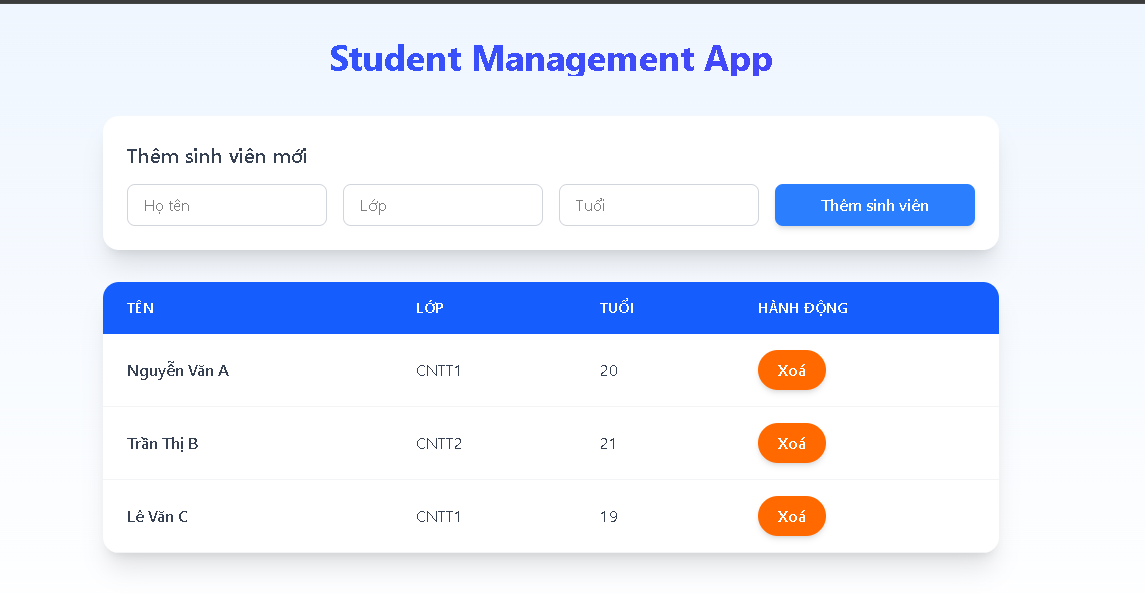 Student Management App
Thêm sinh viên mới
Họ tên Lớp Tuổi Thêm sinh viên
TÊN LỚP TUỔI HÀNH ĐỘNG
Nguyễn Văn A CNTT1 20 Xoá
Trần Thị B CNTT2 21 Xoá
Lê Văn C CNTT1 19 Xoá